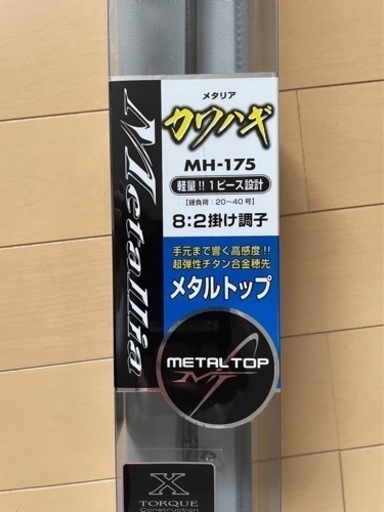 Metallia
メタリア
カワハギ
MH-175
軽量!!1ピース設計
【錘負荷:20〜40号】
8:2掛け調子
手元まで響く高感度!!
超弾性チタン合金穂先
メタルトップ
METAL TOP
MT
X
TORQUE
Construction